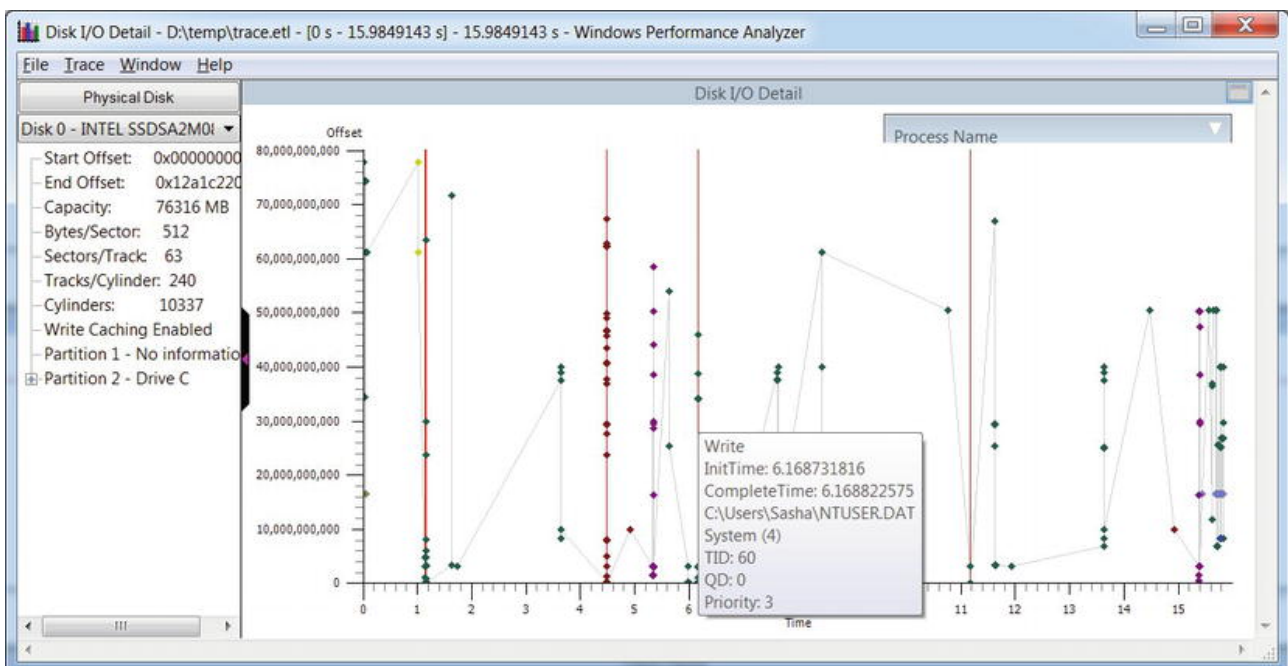 Disk I/O Detail - D:\temp\trace.etl - [0 s - 15.9849143 s] - 15.9849143 s - Windows Performance Analyzer
File Trace Window Help
Physical Disk
Disk I/O Detail
Disk 0 - INTEL SSDSA2M0
Start Offset: 0x00000000
End Offset: 0x12a1c220
Capacity: 76316 MB
Bytes/Sector: 512
Sectors/Track: 63
Tracks/Cylinder: 240
Cylinders: 10337
Write Caching Enabled
Partition 1 - No informatio
Partition 2 - Drive C
Offset
Process Name
80,000,000,000
70,000,000,000
60,000,000,000
50,000,000,000
40,000,000,000
30,000,000,000
20,000,000,000
10,000,000,000
0
Write
InitTime: 6.168731816
CompleteTime: 6.168822575
C:\Users\Sasha\NTUSER.DAT
System (4)
TID: 60
QD: 0
Priority: 3
0 1 2 3 4 5 6 11 12 13 14 15
Time